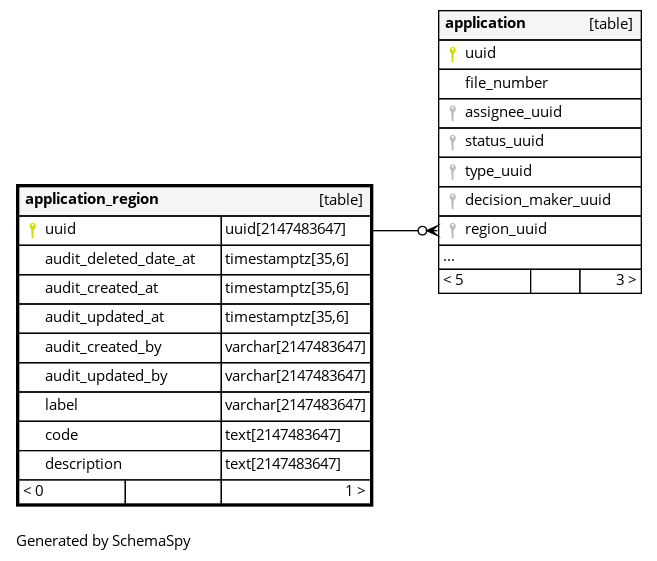 application [table]
uuid
file_number
assignee_uuid
status_uuid
type_uuid
decision_maker_uuid
region_uuid
...
< 5 3 >
application_region [table]
uuid uuid[2147483647]
audit_deleted_date_at timestamptz[35,6]
audit_created_at timestamptz[35,6]
audit_updated_at timestamptz[35,6]
audit_created_by varchar[2147483647]
audit_updated_by varchar[2147483647]
label varchar[2147483647]
code text[2147483647]
description text[2147483647]
< 0 1 >
Generated by SchemaSpy